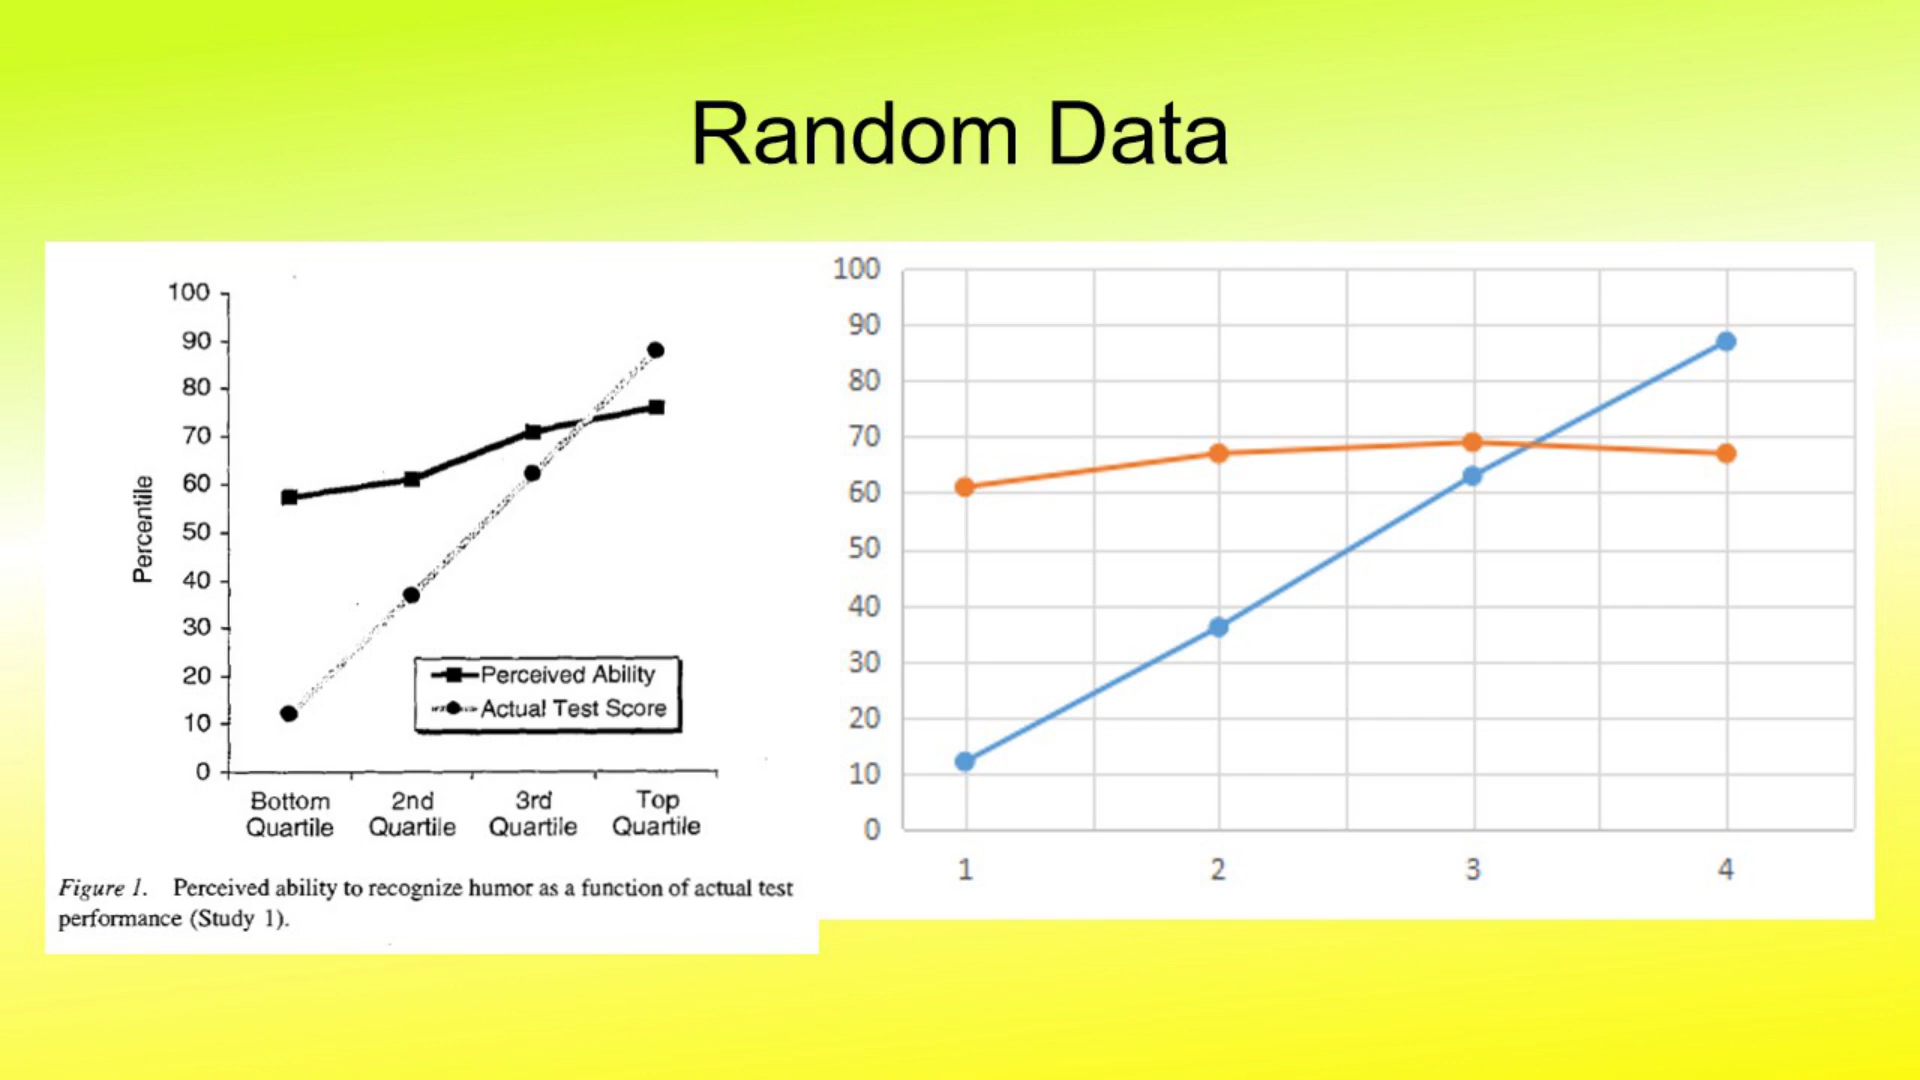 Random Data
100
90
80
70
60
50
40
30
20
10
0
Percentile
Perceived Ability
Actual Test Score
Bottom Quartile
2nd Quartile
3rd Quartile
Top Quartile
Figure 1. Perceived ability to recognize humor as a function of actual test
performance (Study 1).
100
90
80
70
60
50
40
30
20
10
0
1 2 3 4